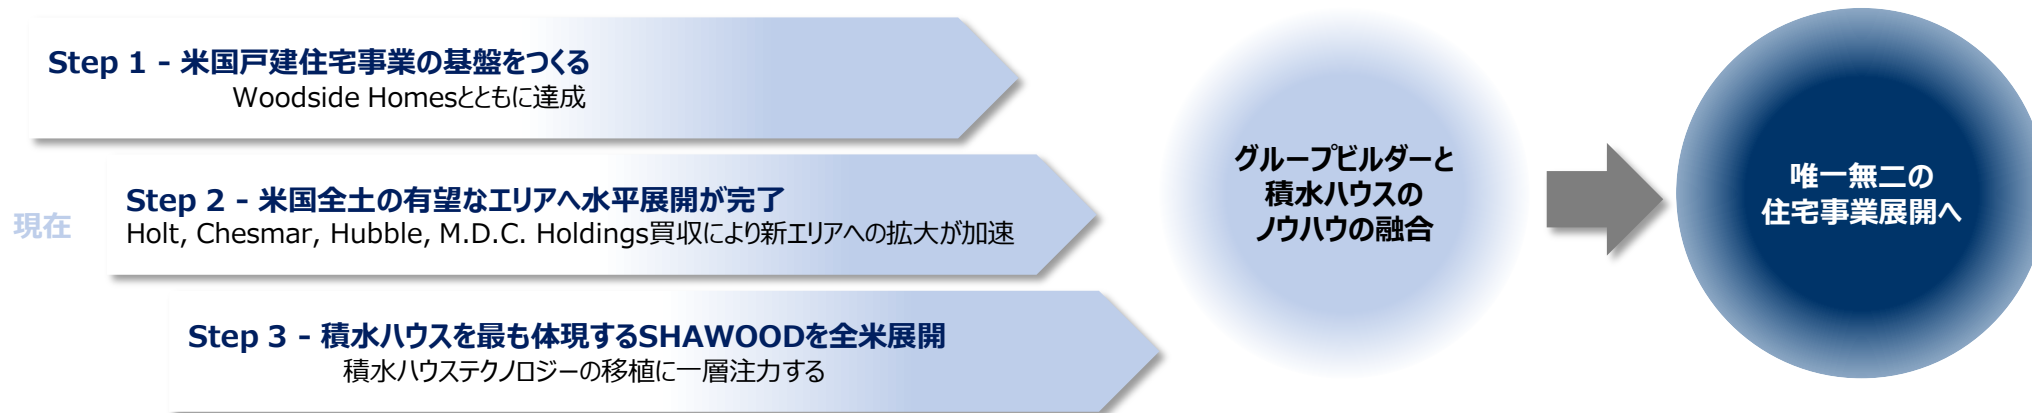 Step 1 - 米国戸建住宅事業の基盤をつくる
Woodside Homesとともに達成
現在
Step 2 - 米国全土の有望なエリアへ水平展開が完了
Holt, Chesmar, Hubble, M.D.C. Holdings買収により新エリアへの拡大が加速
Step 3 - 積水ハウスを最も体現するSHAWOODを全米展開
積水ハウステクノロジーの移植に一層注力する
グループビルダーと
積水ハウスの
ノウハウの融合
唯一無二の
住宅事業展開へ